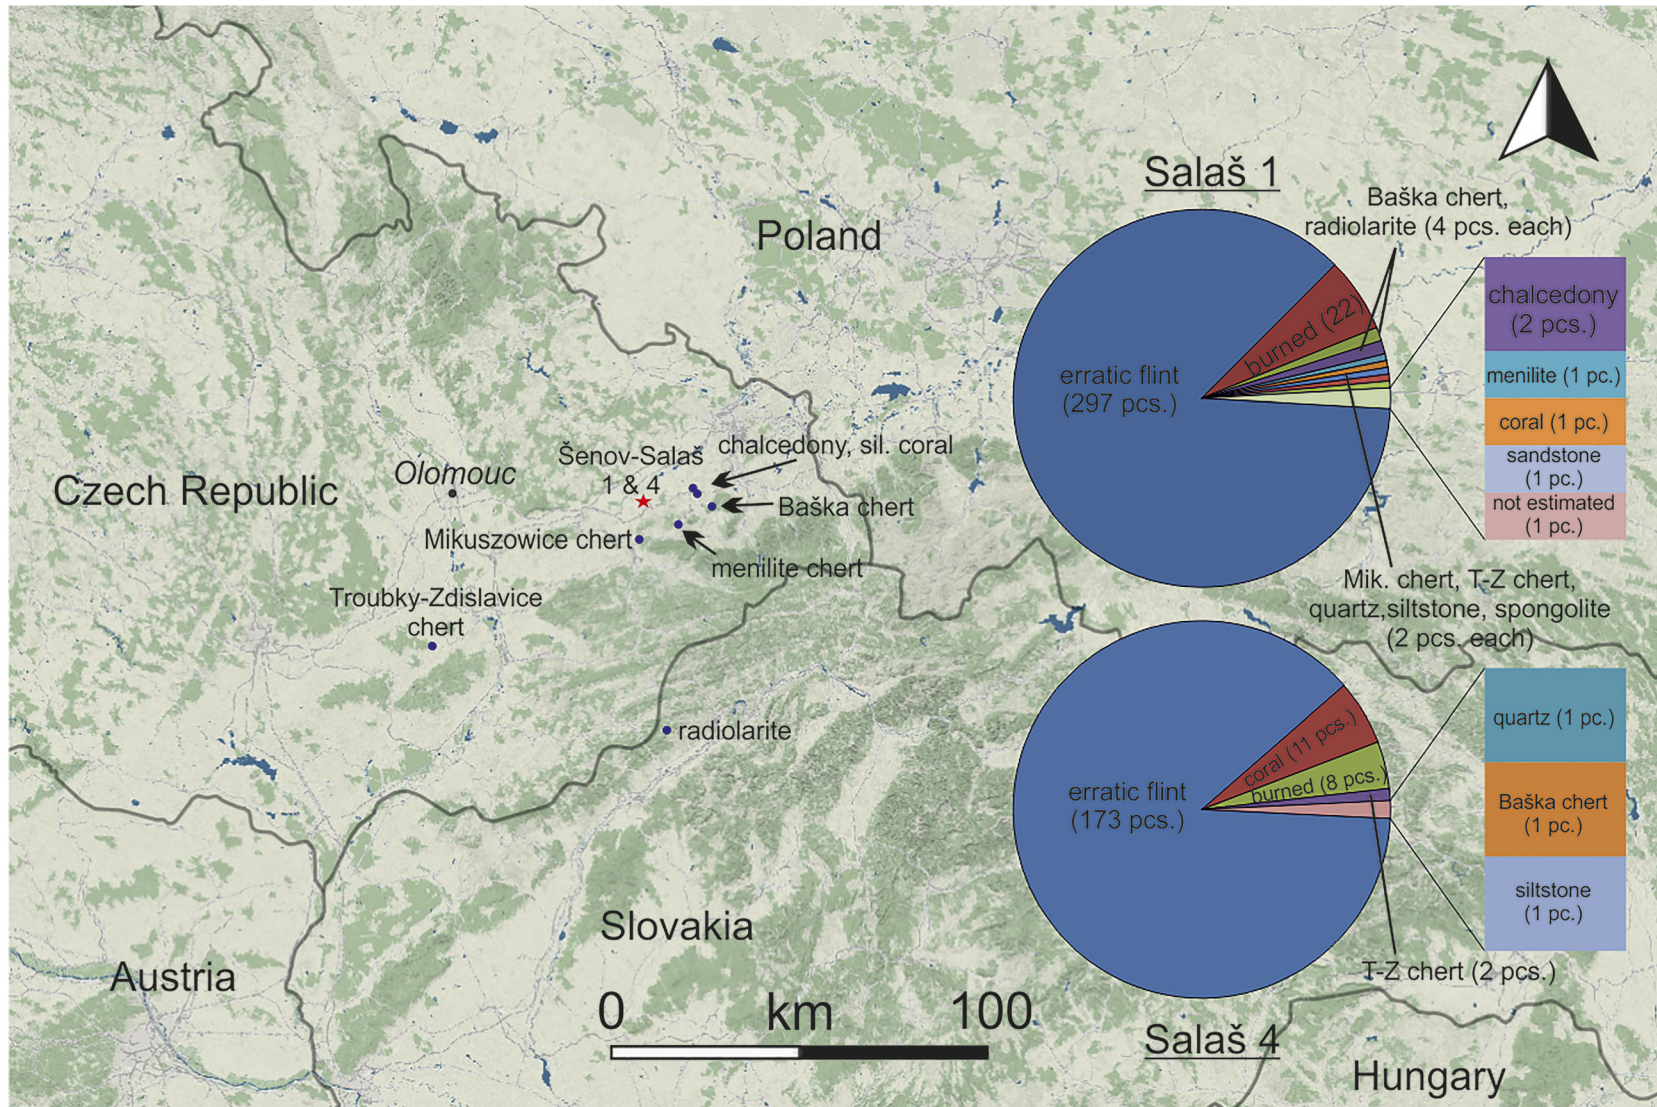 Salaš 1
Baška chert,
radiolarite (4 pcs. each)
Poland
chalcedony
(2 pcs.)
burned (22)
menilite (1 pc.)
erratic flint
(297 pcs.)
coral (1 pc.)
sandstone
(1 pc.)
not estimated
(1 pc.)
Šenov-Salaš
1 & 4
chalcedony, sil. coral
Olomouc
Czech Republic
Baška chert
Mikuszowice chert
menilite chert
Mik. chert, T-Z chert,
quartz,siltstone, spongolite
(2 pcs. each)
Troubky-Zdislavice
chert
radiolarite
coral (11 pcs.)
burned (8 pcs.)
erratic flint
(173 pcs.)
quartz (1 pc.)
Baška chert
(1 pc.)
siltstone
(1 pc.)
T-Z chert (2 pcs.)
Slovakia
Austria
0 km 100
Salaš 4
Hungary